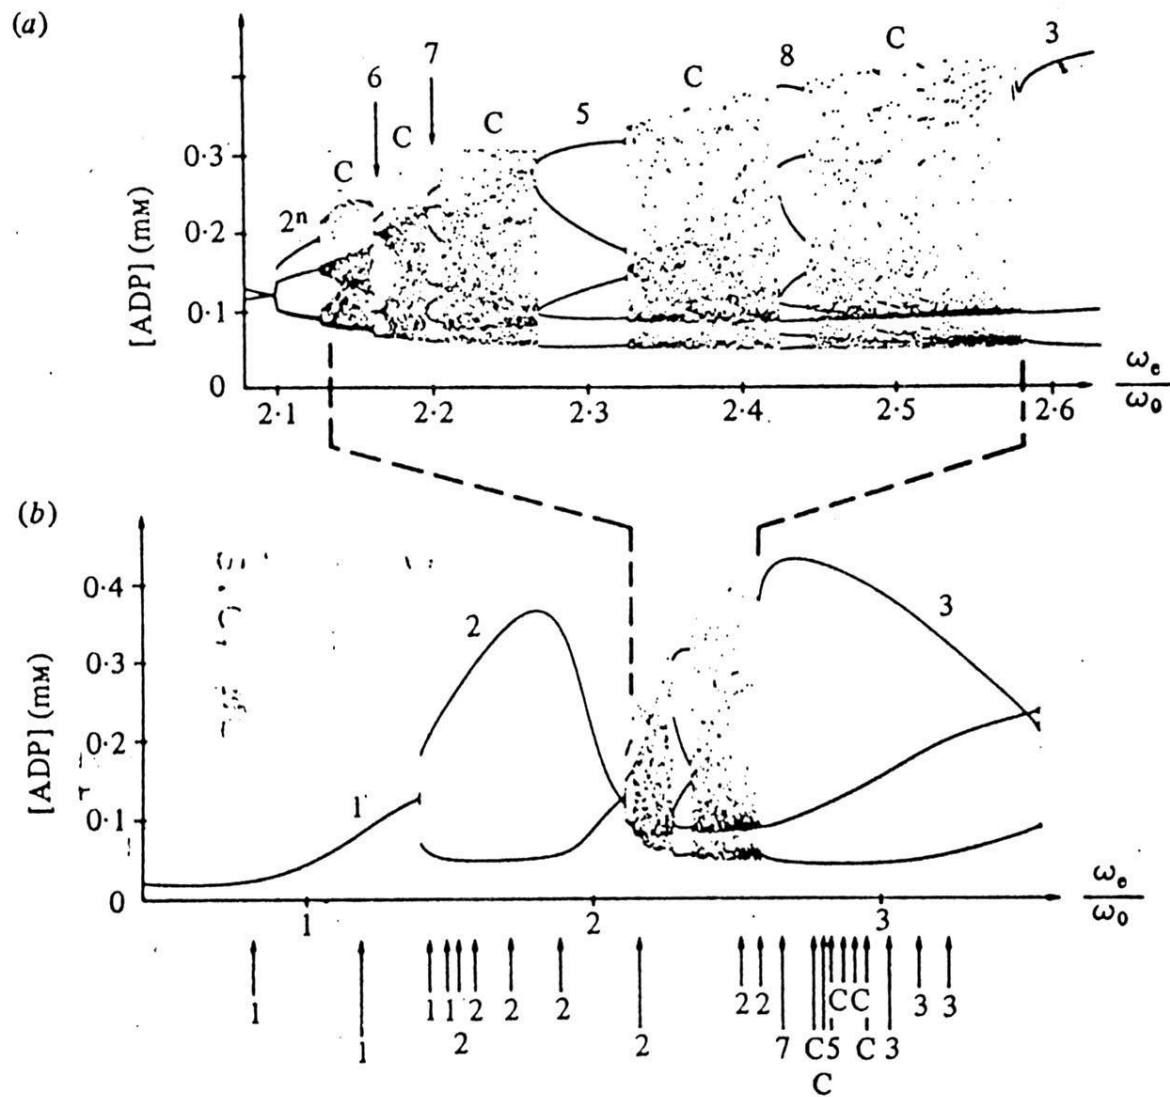 (a)
6 7 C C C 5 C 8 C 3
2ⁿ
[ADP] (mM)
0·3
0·2
0·1
0
2·1 2·2 2·3 2·4 2·5 2·6
ωe/ω0
(b)
[ADP] (mM)
0·4
0·3
0·2
0·1
0
1 2 3
1 2 3
ωe/ω0
1 1 1 1 2 2 2 2 2 2 2 7 C C 5 C C C 3 3 3